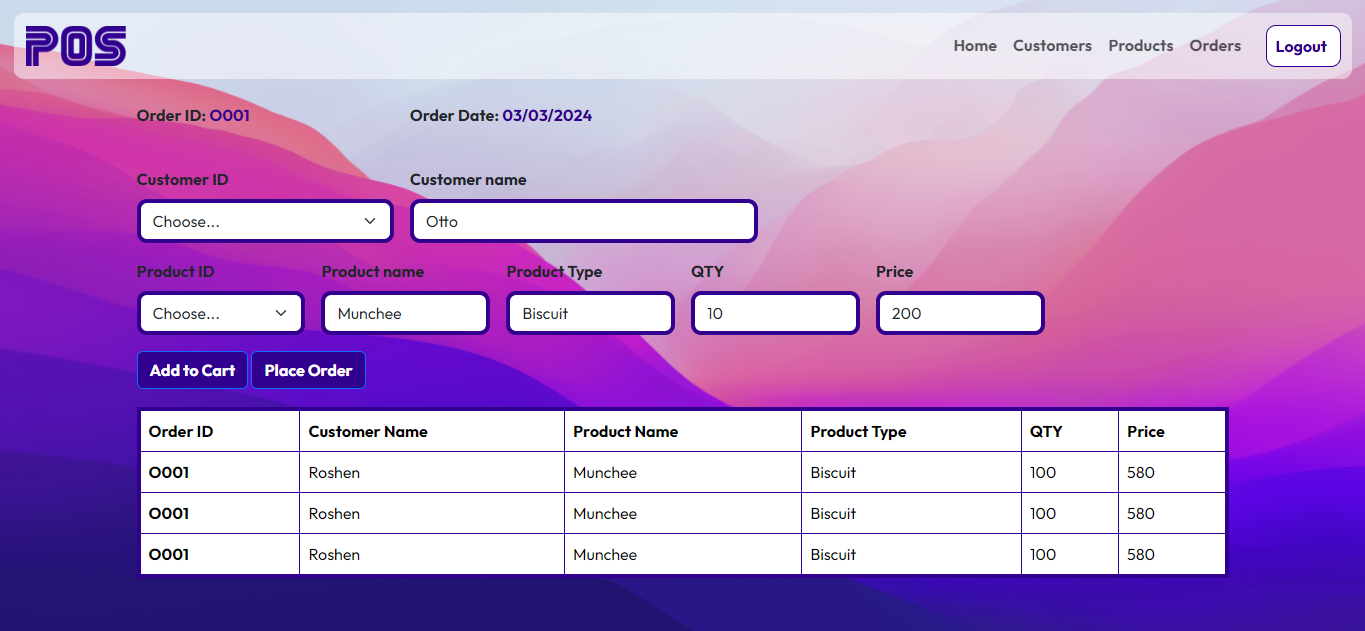 POS
Home Customers Products Orders Logout
Order ID: O001 Order Date: 03/03/2024
Customer ID Customer name
Choose... Otto
Product ID Product name Product Type QTY Price
Choose... Munchee Biscuit 10 200
Add to Cart Place Order
Order ID Customer Name Product Name Product Type QTY Price
O001 Roshen Munchee Biscuit 100 580
O001 Roshen Munchee Biscuit 100 580
O001 Roshen Munchee Biscuit 100 580